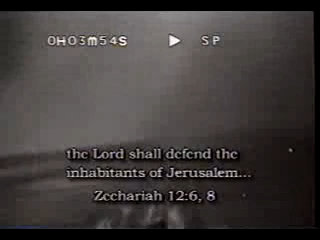 0H03m54S ▶ SP
the Lord shall defend the
inhabitants of Jerusalem...
Zechariah 12:6, 8